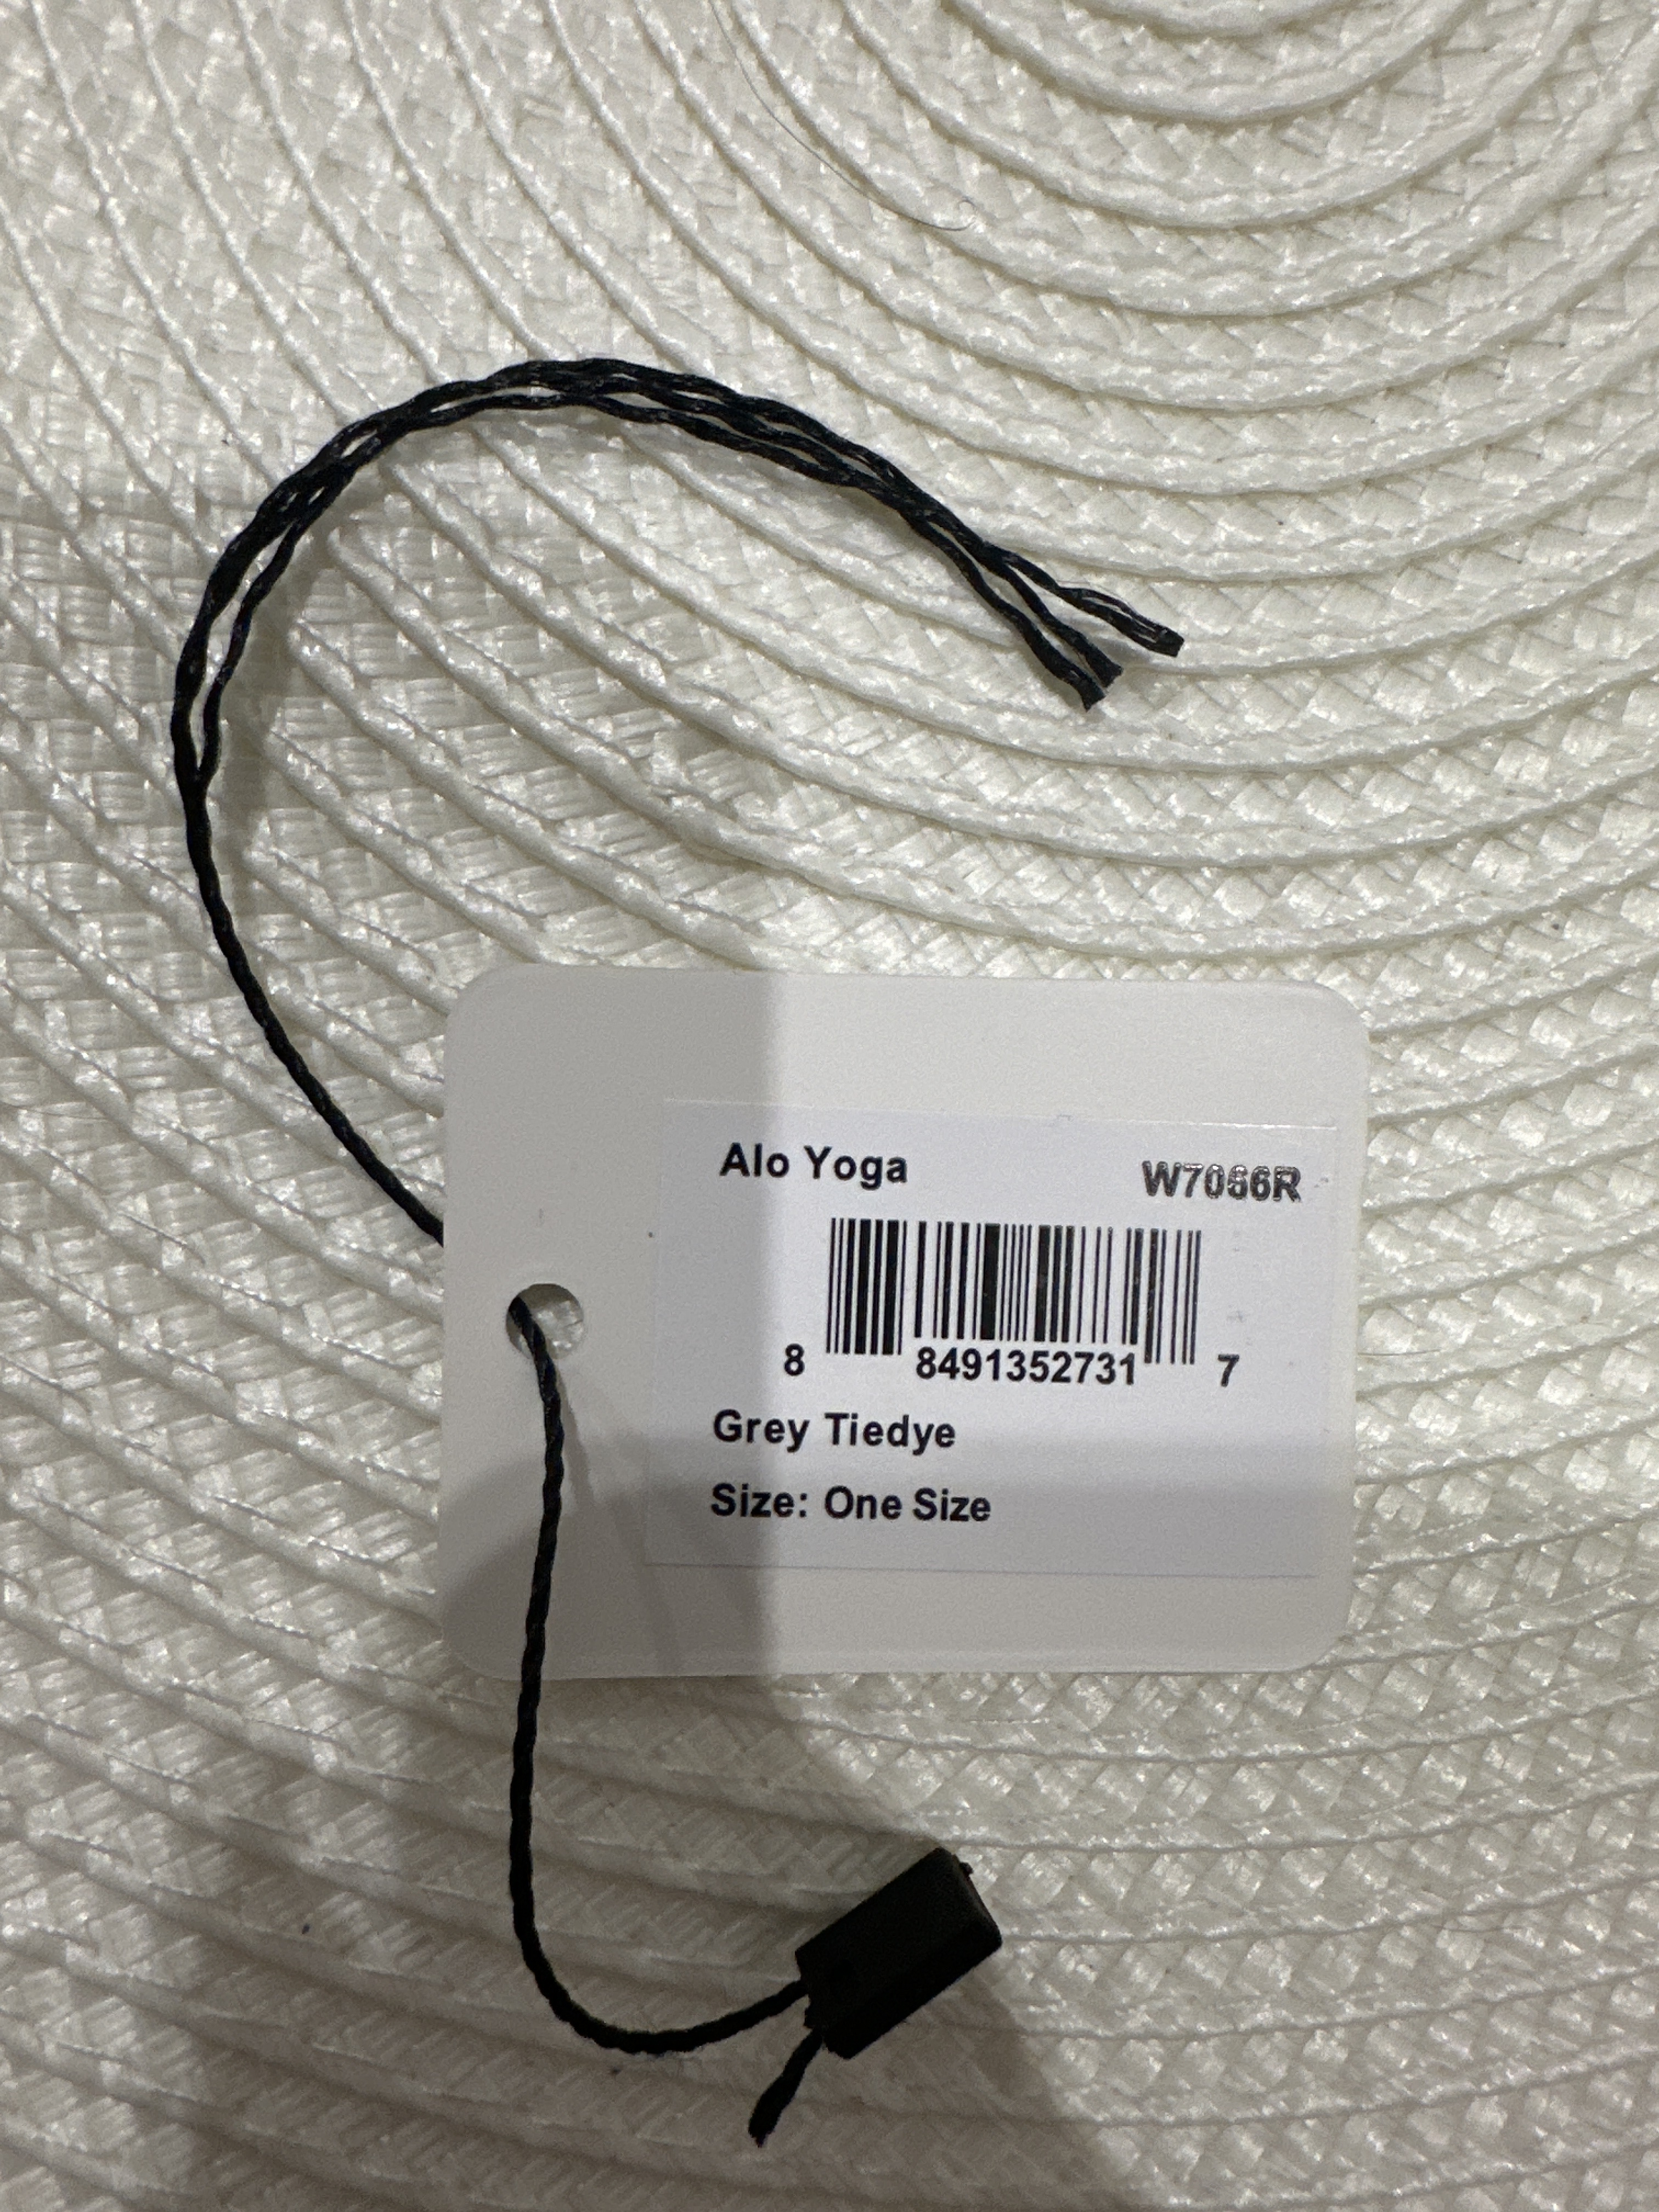 Alo Yoga W7066R
8 8491352731 7
Grey Tiedye
Size: One Size